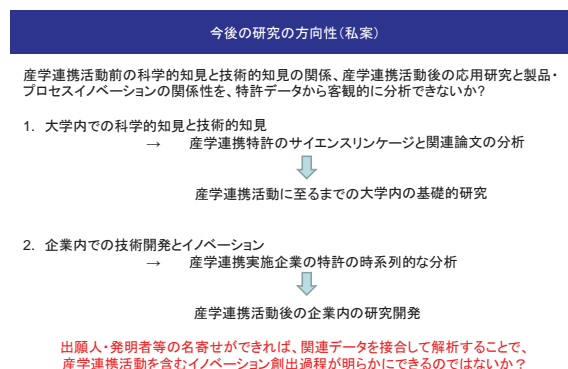 今後の研究の方向性(私案)
産学連携活動前の科学的知見と技術的知見の関係、産学連携活動後の応用研究と製品・
プロセスイノベーションの関係性を、特許データから客観的に分析できないか?
1. 大学内での科学的知見と技術的知見
→ 産学連携特許のサイエンスリンケージと関連論文の分析
産学連携活動に至るまでの大学内の基礎的研究
2. 企業内での技術開発とイノベーション
→ 産学連携実施企業の特許の時系列的な分析
産学連携活動後の企業内の研究開発
出願人・発明者等の名寄せができれば、関連データを接合して解析することで、
産学連携活動を含むイノベーション創出過程が明らかにできるのではないか?